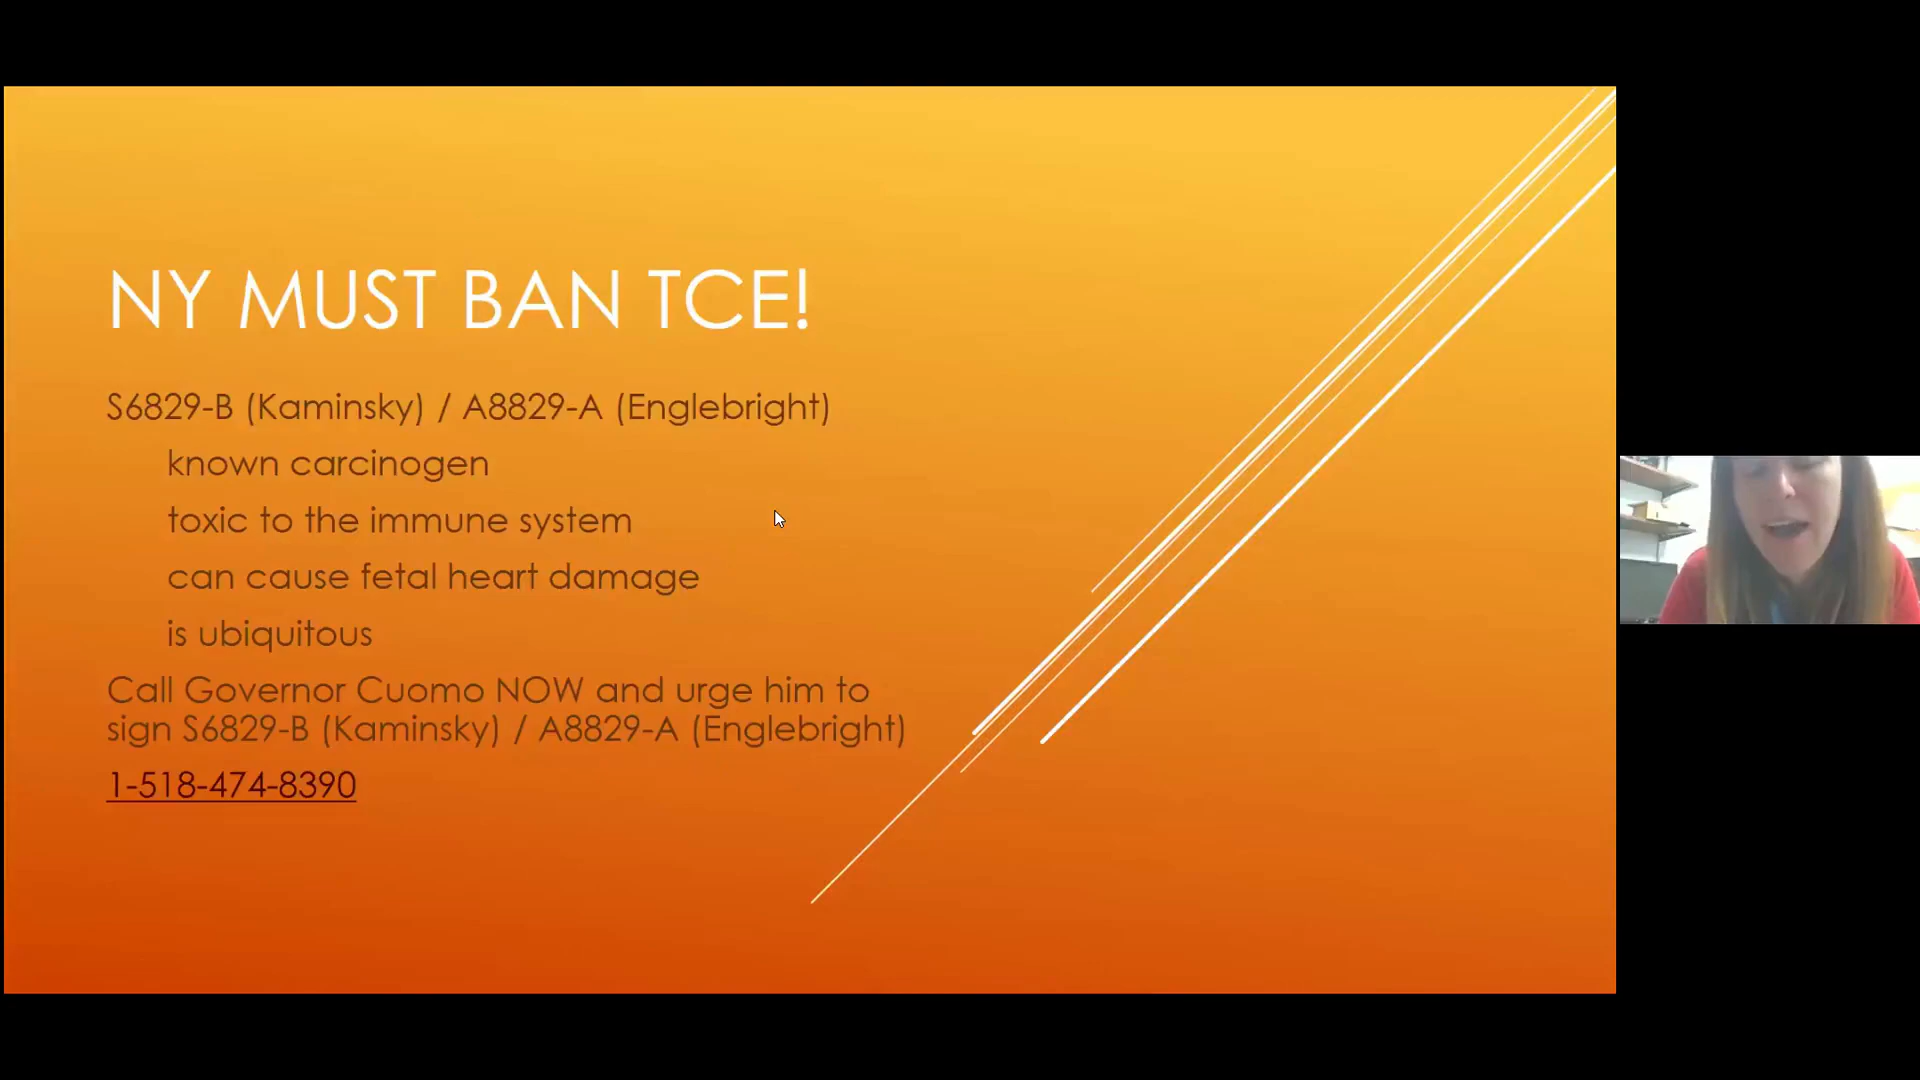 NY MUST BAN TCE!
S6829-B (Kaminsky) / A8829-A (Englebright)
known carcinogen
toxic to the immune system
can cause fetal heart damage
is ubiquitous
Call Governor Cuomo NOW and urge him to
sign S6829-B (Kaminsky) / A8829-A (Englebright)
1-518-474-8390